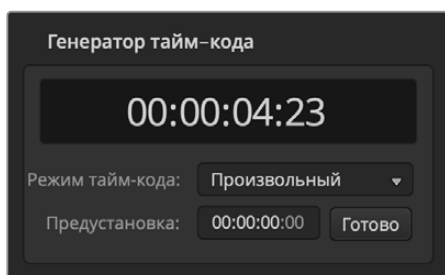 Генератор тайм-кода
00:00:04:23
Режим тайм-кода: Произвольный
Предустановка: 00:00:00:00 Готово